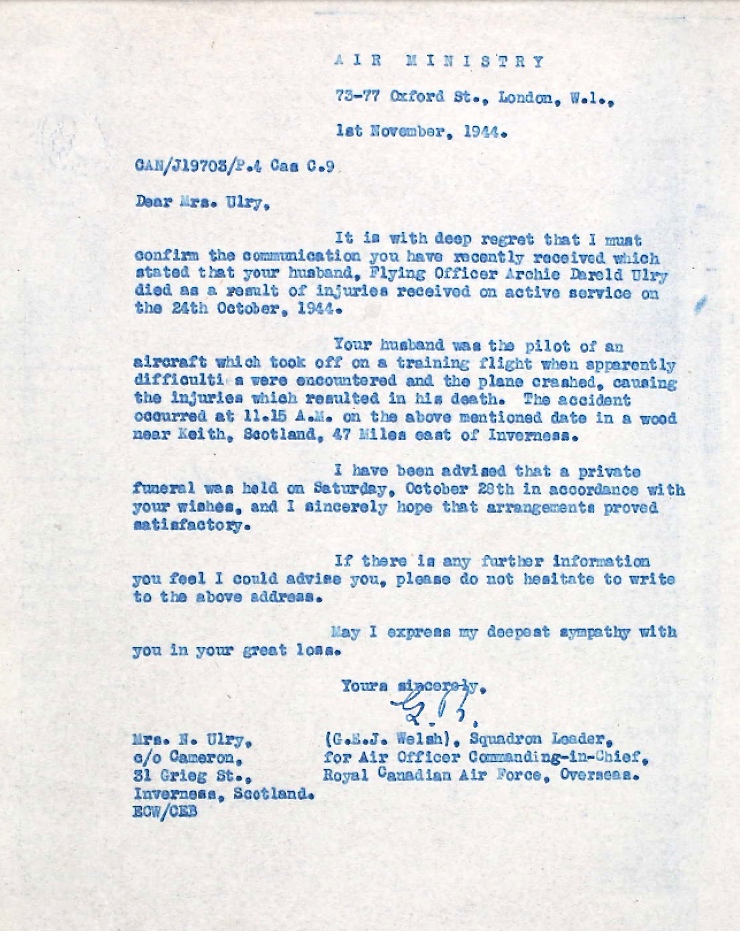 AIR MINISTRY
73-77 Oxford St., London, W.1.,
1st November, 1944.
CAN/J19703/P.4 Cas C.9
Dear Mrs. Ulry,
It is with deep regret that I must
confirm the communication you have recently received which
stated that your husband, Flying Officer Archie Dareld Ulry
died as a result of injuries received on active service on
the 24th October, 1944.
Your husband was the pilot of an
aircraft which took off on a training flight when apparently
difficulti s were encountered and the plane crashed, causing
the injuries which resulted in his death. The accident
occurred at 11.15 A.M. on the above mentioned date in a wood
near Keith, Scotland, 47 Miles east of Inverness.
I have been advised that a private
funeral was held on Saturday, October 28th in accordance with
your wishes, and I sincerely hope that arrangements proved
satisfactory.
If there is any further information
you feel I could advise you, please do not hesitate to write
to the above address.
May I express my deepest sympathy with
you in your great loss.
Yours sincerely,
Mrs. N. Ulry,
c/o Cameron,
31 Grieg St.,
Inverness, Scotland.
ECW/CEB
(G.E.J. Welsh), Squadron Leader,
for Air Officer Commanding-in-Chief,
Royal Canadian Air Force, Overseas.